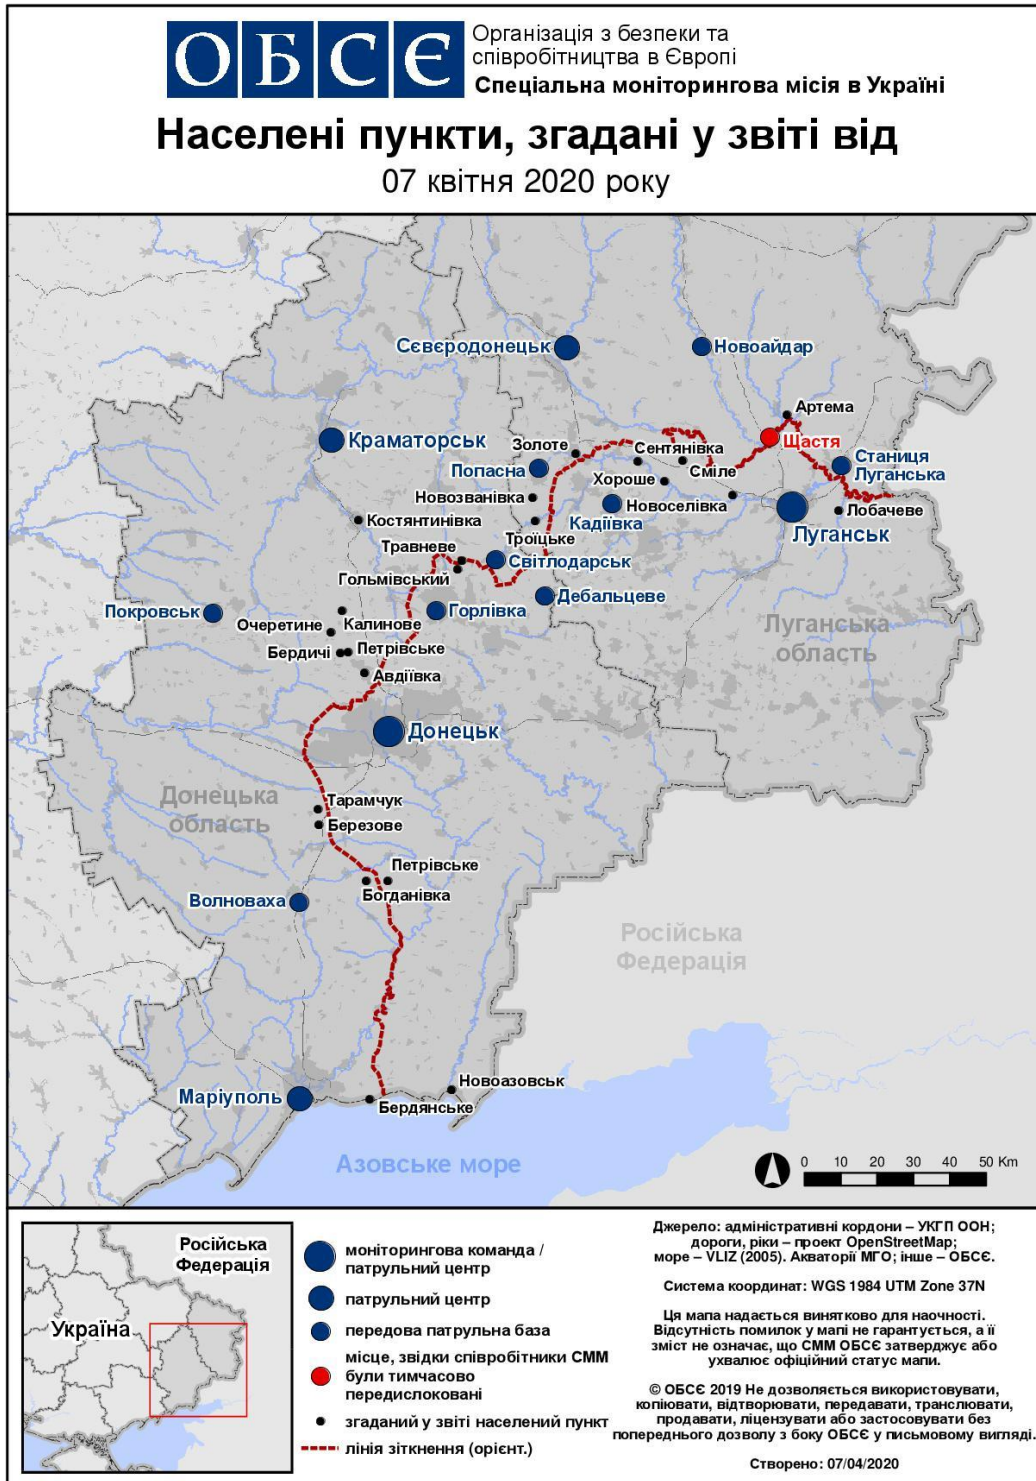 ОБСЄ
Організація з безпеки та
співробітництва в Європі
Спеціальна моніторингова місія в Україні
Населені пункти, згадані у звіті від
07 квітня 2020 року
Сєвєродонецьк
Новоайдар
Артема
Щастя
Краматорськ
Золоте
Сентянівка
Станиця
Луганська
Попасна
Сміле
Хороше
Новозванівка
Новоселівка
Лобачеве
Костянтинівка
Кадіївка
Луганськ
Троїцьке
Травневе
Світлодарськ
Гольмівський
Дебальцеве
Покровськ
Горлівка
Калинове
Очеретине
Луганська
область
Бердичі
Петрівське
Авдіївка
Донецьк
Донецька
область
Тарамчук
Березове
Петрівське
Богданівка
Волноваха
Російська
Федерація
Новоазовськ
Маріуполь
Бердянське
Азовське море
0 10 20 30 40 50 Km
Російська
Федерація
Україна
моніторингова команда /
патрульний центр
патрульний центр
передова патрульна база
місце, звідки співробітники СММ
були тимчасово
передислоковані
згаданий у звіті населений пункт
лінія зіткнення (орієнт.)
Джерело: адміністративні кордони – УКГП ООН;
дороги, ріки – проект OpenStreetMap;
море – VLIZ (2005). Акваторії МГО; інше – ОБСЄ.
Система координат: WGS 1984 UTM Zone 37N
Ця мапа надається винятково для наочності.
Відсутність помилок у мапі не гарантується, а її
зміст не означає, що СММ ОБСЄ затверджує або
ухвалює офіційний статус мапи.
© ОБСЄ 2019 Не дозволяється використовувати,
копіювати, відтворювати, передавати, транслювати,
продавати, ліцензувати або застосовувати без
попереднього дозволу з боку ОБСЄ у письмовому вигляді.
Створено: 07/04/2020